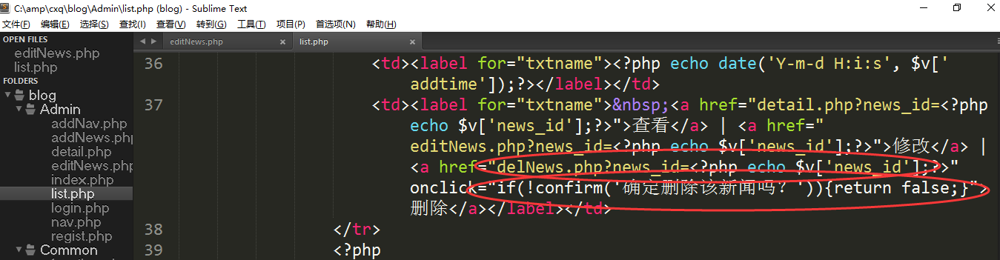 C:\amp\cxq\blog\Admin\list.php (blog) - Sublime Text
文件(F) 编辑(E) 选择(S) 查找(I) 查看(V) 转到(G) 工具(T) 项目(P) 首选项(N) 帮助(H)
OPEN FILES
editNews.php
list.php
FOLDERS
blog
Admin
addNav.php
addNews.php
detail.php
editNews.php
index.php
list.php
login.php
nav.php
regist.php
Common
editNews.php × list.php ×
36 <td><label for="txtname"><?php echo date('Y-m-d H:i:s', $v['
addtime']);?></label></td>
37 <td><label for="txtname">&nbsp;<a href="detail.php?news_id=<?php
echo $v['news_id'];?>">查看</a> | <a href="
editNews.php?news_id=<?php echo $v['news_id'];?>">修改</a> |
<a href="delNews.php?news_id=<?php echo $v['news_id'];?>"
onclick="if(!confirm('确定删除该新闻吗？')){return false;}">
删除</a></label></td>
38 </tr>
39 <?php